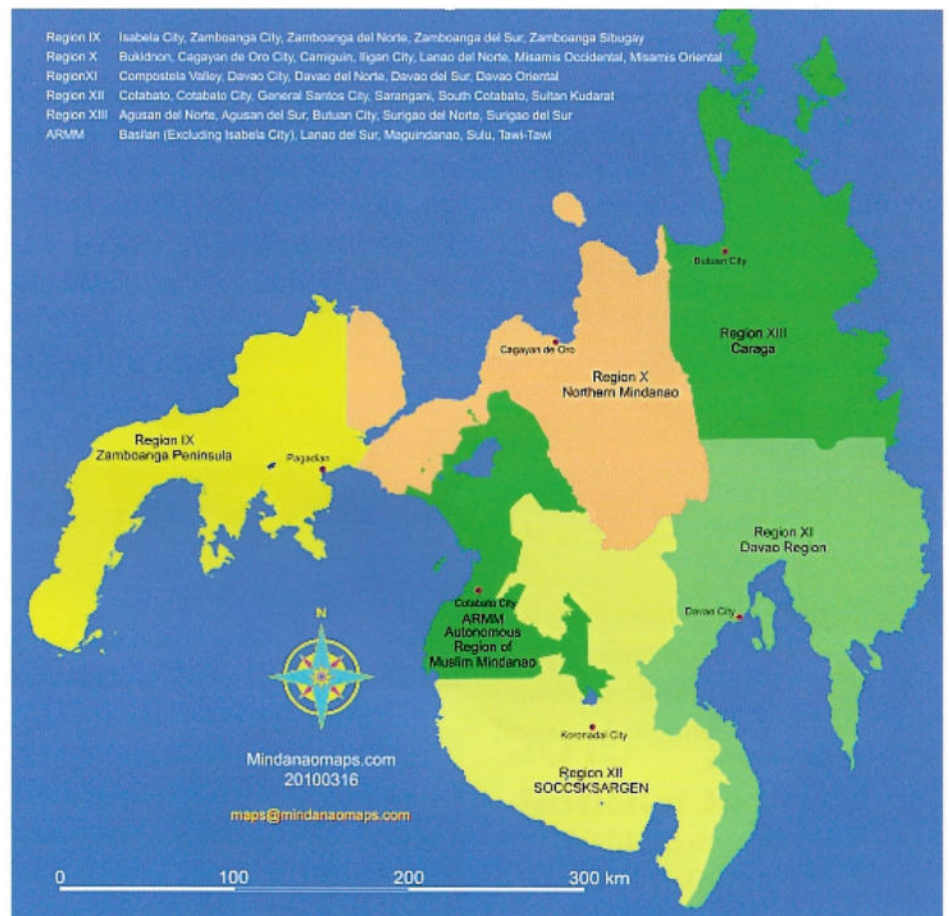 Region IX Isabela City, Zamboanga City, Zamboanga del Norte, Zamboanga del Sur, Zamboanga Sibugay
Region X Bukidnon, Cagayan de Oro City, Camiguin, Iligan City, Lanao del Norte, Misamis Occidental, Misamis Oriental
RegionXI Compostela Valley, Davao City, Davao del Norte, Davao del Sur, Davao Oriental
Region XII Cotabato, Cotabato City, General Santos City, Sarangani, South Cotabato, Sultan Kudarat
Region XIII Agusan del Norte, Agusan del Sur, Butuan City, Surigao del Norte, Surigao del Sur
ARMM Basilan (Excluding Isabela City), Lanao del Sur, Maguindanao, Sulu, Tawi-Tawi
Butuan City
Region XIII
Caraga
Cagayan de Oro
Region X
Northern Mindanao
Region IX
Zamboanga Peninsula
Pagadian
Region XI
Davao Region
Cotabato City
ARMM
Autonomous
Region of
Muslim Mindanao
Davao City
N
Koronadal City
Region XII
SOCCSKSARGEN
Mindanaomaps.com
20100316
maps@mindanaomaps.com
0 100 200 300 km